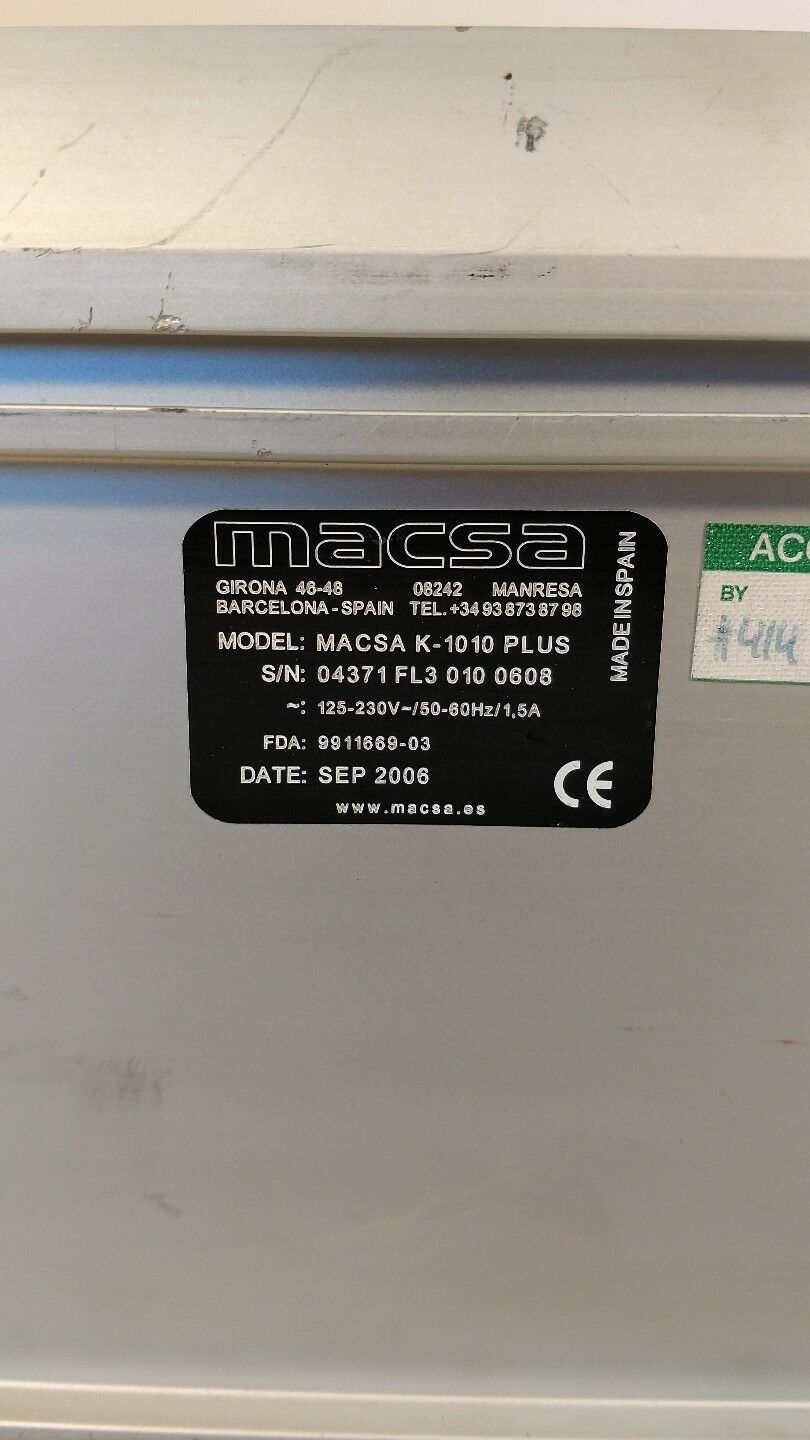 macsa
GIRONA 46-48 08242 MANRESA
BARCELONA - SPAIN TEL. +34 93 873 87 98
MADE IN SPAIN
MODEL: MACSA K-1010 PLUS
S/N: 04371 FL3 010 0608
~: 125-230V~/50-60Hz/1,5A
FDA: 9911669-03
DATE: SEP 2006
CE
www.macsa.es
BY
#414